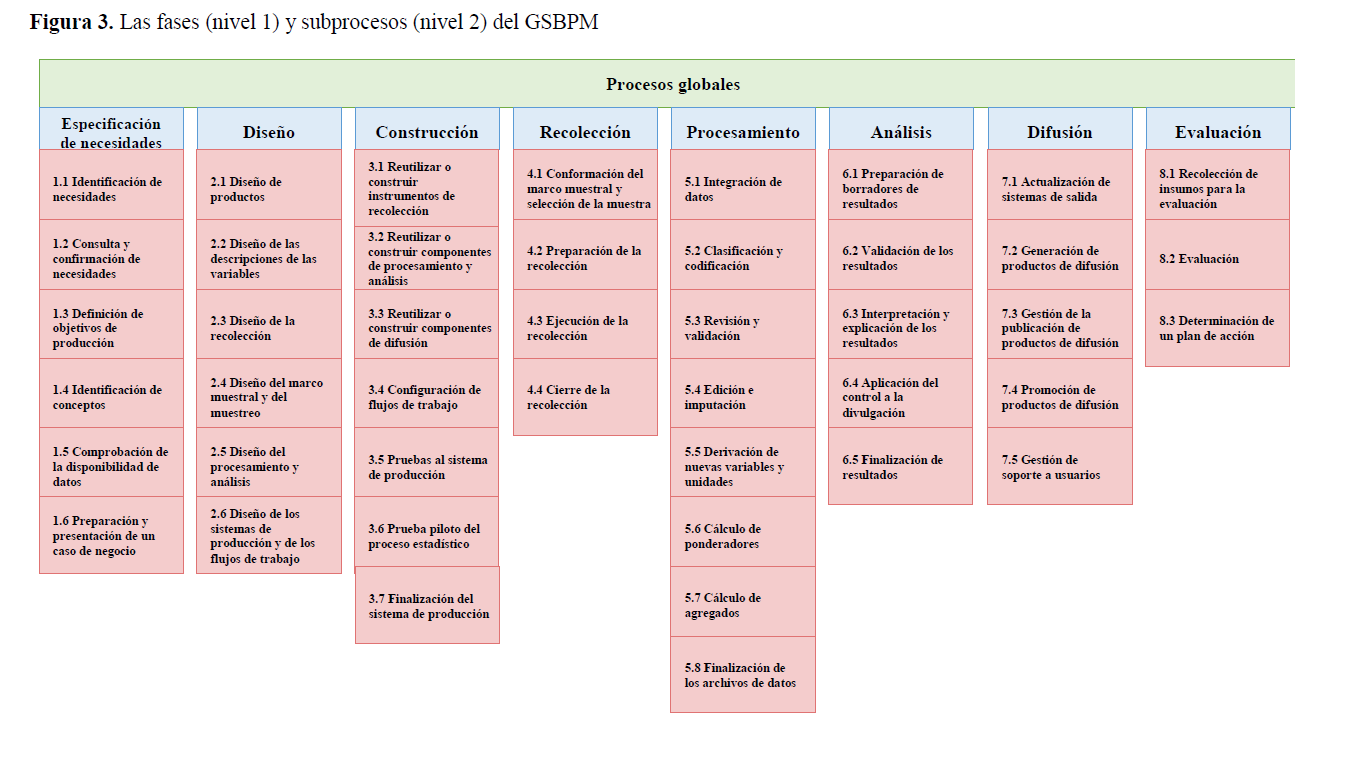 Figura 3. Las fases (nivel 1) y subprocesos (nivel 2) del GSBPM
Procesos globales
Especificación
de necesidades
1.1 Identificación de
necesidades
1.2 Consulta y
confirmación de
necesidades
1.3 Definición de
objetivos de
producción
1.4 Identificación de
conceptos
1.5 Comprobación de
la disponibilidad de
datos
1.6 Preparación y
presentación de un
caso de negocio
Diseño
2.1 Diseño de
productos
2.2 Diseño de las
descripciones de las
variables
2.3 Diseño de la
recolección
2.4 Diseño del marco
muestral y del
muestreo
2.5 Diseño del
procesamiento y
análisis
2.6 Diseño de los
sistemas de
producción y de los
flujos de trabajo
Construcción
3.1 Reutilizar o
construir
instrumentos de
recolección
3.2 Reutilizar o
construir componentes
de procesamiento y
análisis
3.3 Reutilizar o
construir componentes
de difusión
3.4 Configuración de
flujos de trabajo
3.5 Pruebas al sistema
de producción
3.6 Prueba piloto del
proceso estadístico
3.7 Finalización del
sistema de producción
Recolección
4.1 Conformación del
marco muestral y
selección de la muestra
4.2 Preparación de la
recolección
4.3 Ejecución de la
recolección
4.4 Cierre de la
recolección
Procesamiento
5.1 Integración de
datos
5.2 Clasificación y
codificación
5.3 Revisión y
validación
5.4 Edición e
imputación
5.5 Derivación de
nuevas variables y
unidades
5.6 Cálculo de
ponderadores
5.7 Cálculo de
agregados
5.8 Finalización de
los archivos de datos
Análisis
6.1 Preparación de
borradores de
resultados
6.2 Validación de los
resultados
6.3 Interpretación y
explicación de los
resultados
6.4 Aplicación del
control a la
divulgación
6.5 Finalización de
resultados
Difusión
7.1 Actualización de
sistemas de salida
7.2 Generación de
productos de difusión
7.3 Gestión de la
publicación de
productos de difusión
7.4 Promoción de
productos de difusión
7.5 Gestión de
soporte a usuarios
Evaluación
8.1 Recolección de
insumos para la
evaluación
8.2 Evaluación
8.3 Determinación de
un plan de acción